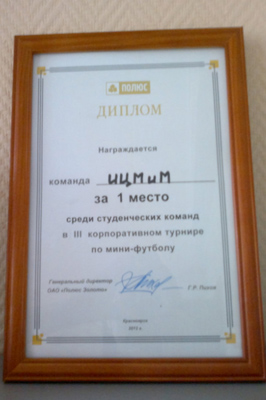 ПОЛЮС
ДИПЛОМ
Награждается
команда ИЦМиМ
за 1 место
среди студенческих команд
в III корпоративном турнире
по мини-футболу
Генеральный директор
ОАО «Полюс Золото»
Красноярск